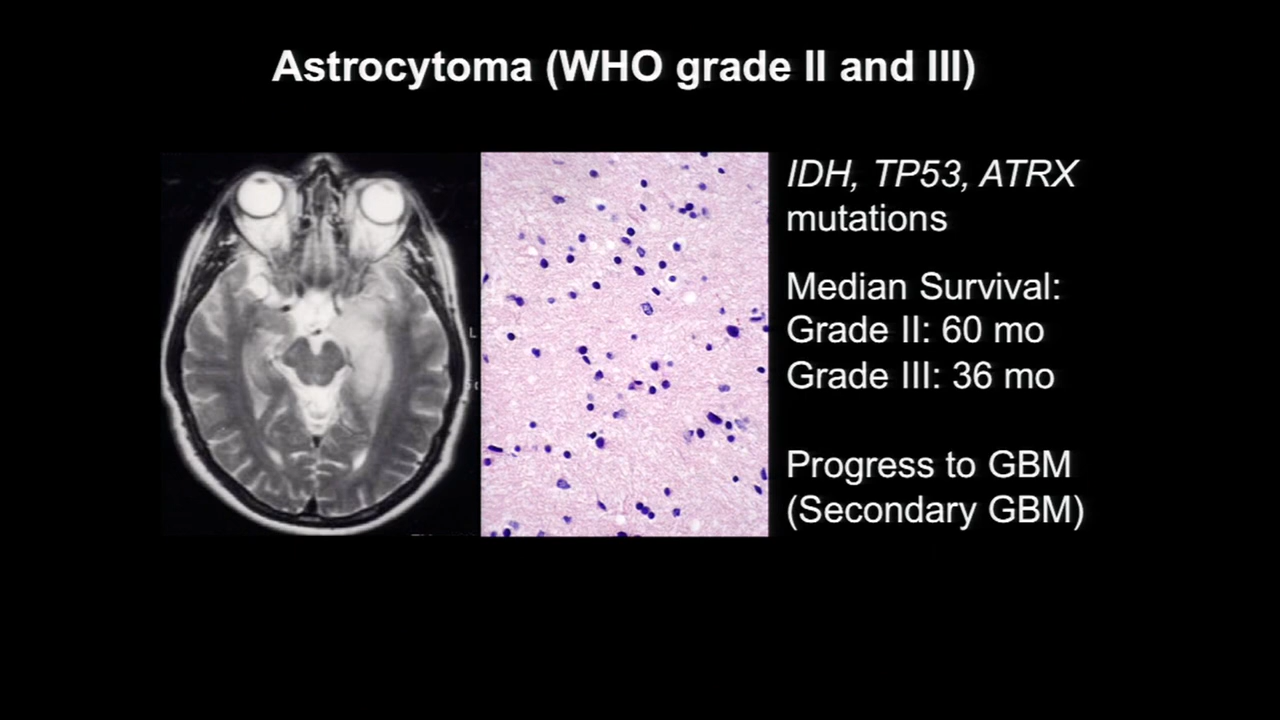 Astrocytoma (WHO grade II and III)
IDH, TP53, ATRX
mutations
Median Survival:
Grade II: 60 mo
Grade III: 36 mo
Progress to GBM
(Secondary GBM)
L